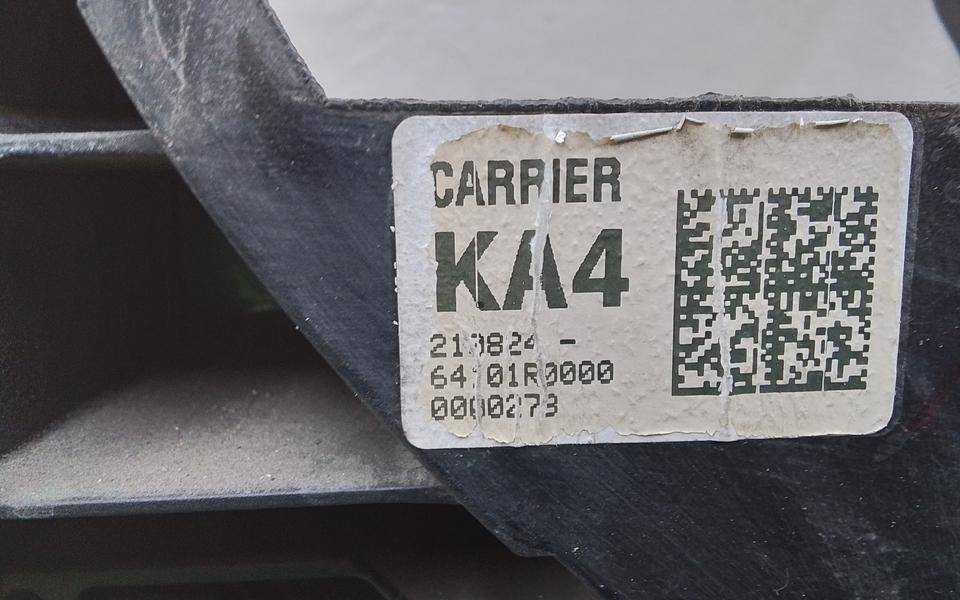 CARRIER
KA4
210824 -
64101R0000
0000273